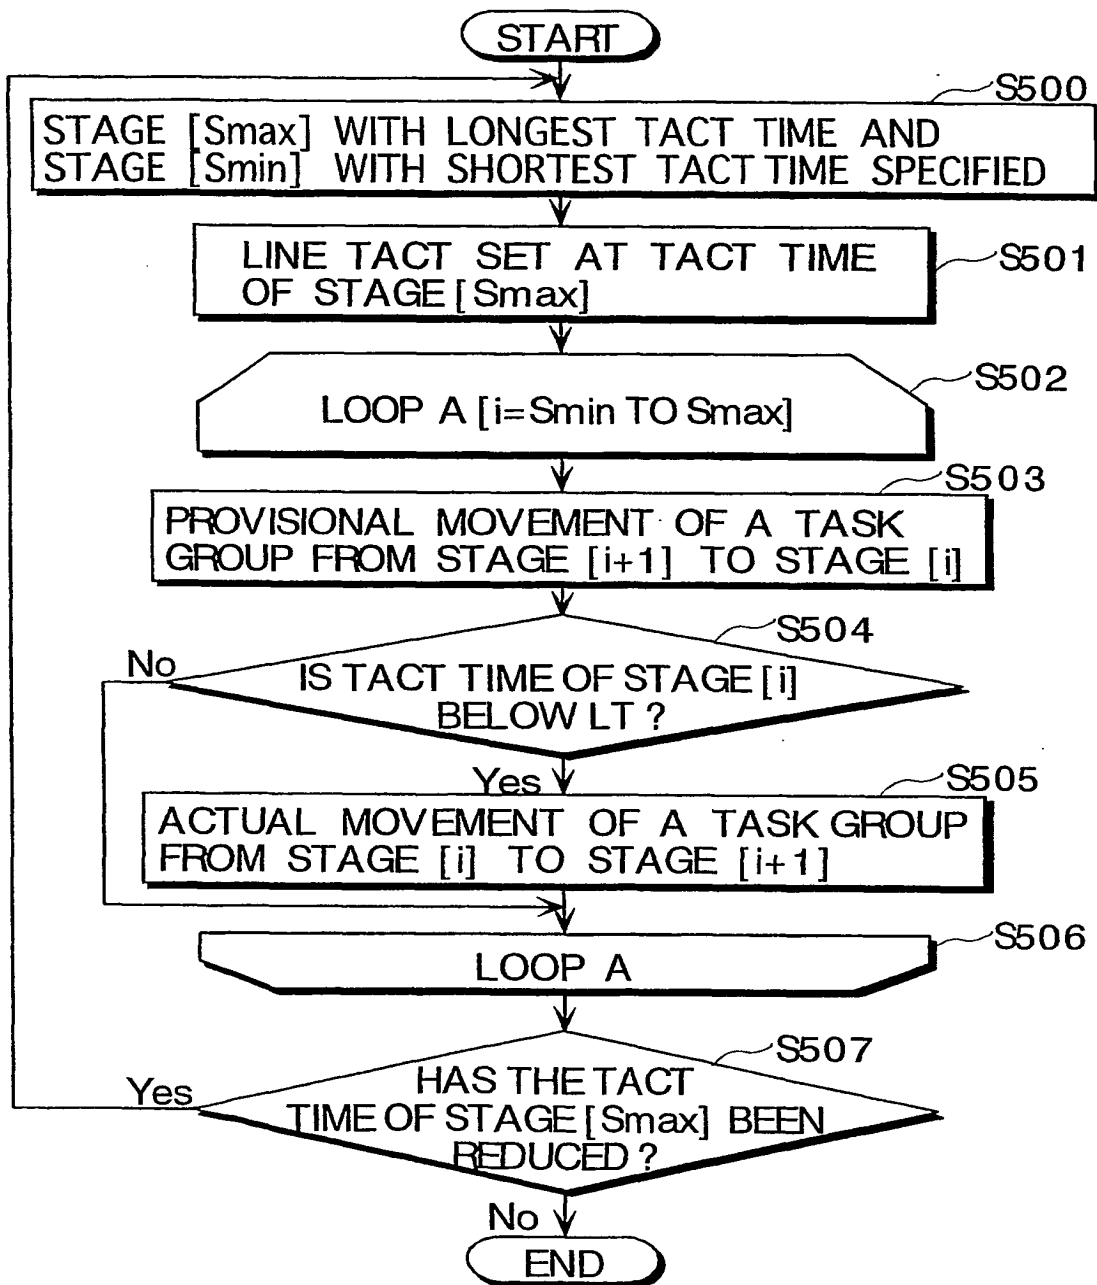 START
S500
STAGE [Smax] WITH LONGEST TACT TIME AND
STAGE [Smin] WITH SHORTEST TACT TIME SPECIFIED
S501
LINE TACT SET AT TACT TIME
OF STAGE [Smax]
S502
LOOP A [i=Smin TO Smax]
S503
PROVISIONAL MOVEMENT OF A TASK
GROUP FROM STAGE [i+1] TO STAGE [i]
S504
No
IS TACT TIME OF STAGE [i]
BELOW LT ?
Yes
S505
ACTUAL MOVEMENT OF A TASK GROUP
FROM STAGE [i] TO STAGE [i+1]
S506
LOOP A
S507
Yes
HAS THE TACT
TIME OF STAGE [Smax] BEEN
REDUCED ?
No
END